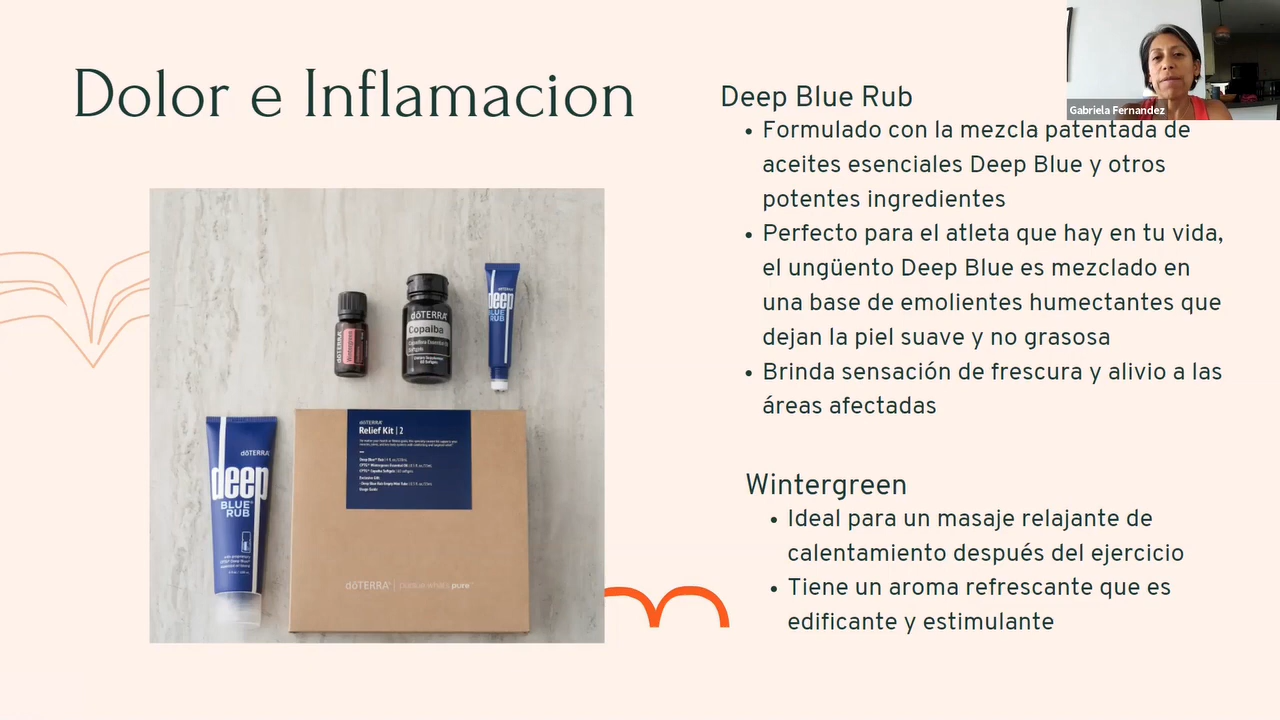 Dolor e Inflamacion
Deep Blue Rub
• Formulado con la mezcla patentada de
aceites esenciales Deep Blue y otros
potentes ingredientes
• Perfecto para el atleta que hay en tu vida,
el ungüento Deep Blue es mezclado en
una base de emolientes humectantes que
dejan la piel suave y no grasosa
• Brinda sensación de frescura y alivio a las
áreas afectadas
Wintergreen
• Ideal para un masaje relajante de
calentamiento después del ejercicio
• Tiene un aroma refrescante que es
edificante y estimulante
Gabriela Fernandez
dōTERRA
Copaiba
deep
BLUE
RUB
dōTERRA
deep
BLUE
RUB
dōTERRA
Relief Kit | 2
dōTERRA
pure